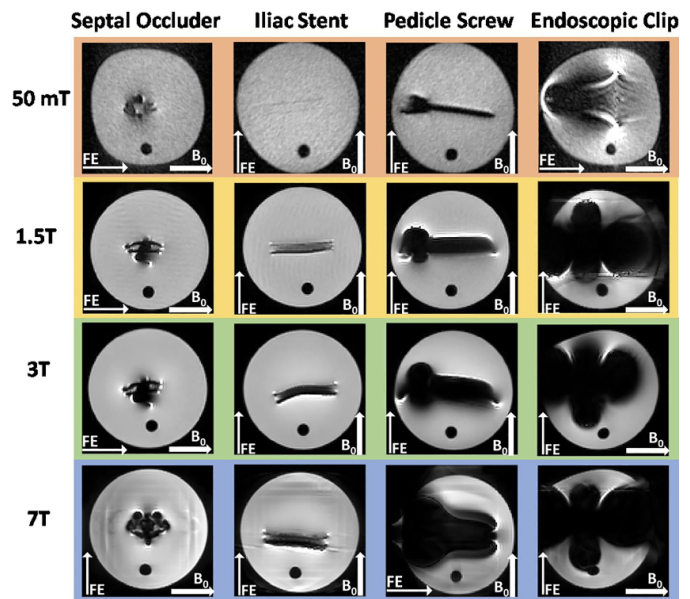 Septal Occluder Iliac Stent Pedicle Screw Endoscopic Clip
50 mT
FE B₀ FE B₀ FE B₀ FE B₀
1.5T
FE B₀ FE B₀ FE B₀ FE B₀
3T
FE B₀ FE B₀ FE B₀ FE B₀
7T
FE B₀ FE B₀ FE B₀ FE B₀